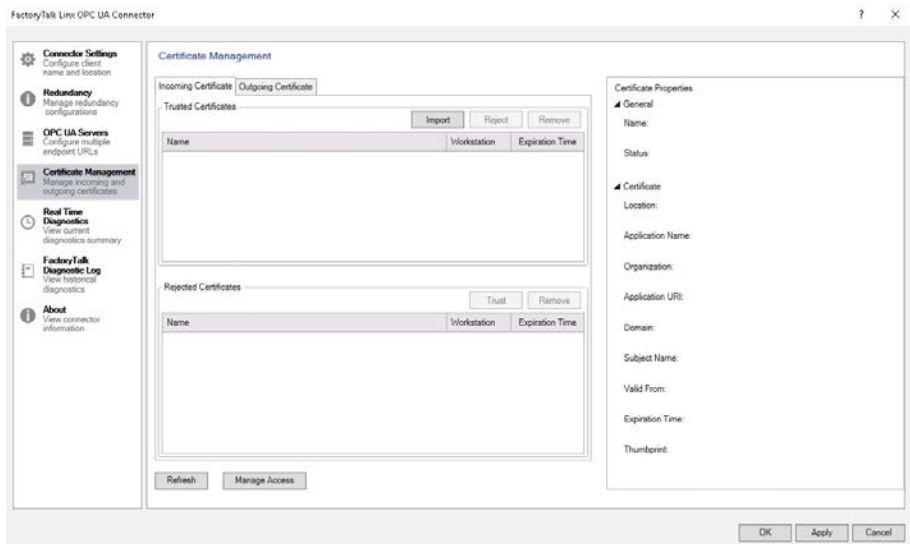 FactoryTalk Linx OPC UA Connector
? ×
Connector Settings
Configure client
name and location
Redundancy
Manage redundancy
configurations
OPC UA Servers
Configure multiple
endpoint URLs
Certificate Management
Manage incoming and
outgoing certificates
Real Time
Diagnostics
View current
diagnostics summary
FactoryTalk
Diagnostic Log
View historical
diagnostics
About
View connector
information
Certificate Management
Incoming Certificate Outgoing Certificate
Trusted Certificates
Import Reject Remove
Name Workstation Expiration Time
Rejected Certificates
Trust Remove
Name Workstation Expiration Time
Refresh Manage Access
Certificate Properties
General
Name:
Status:
Certificate
Location:
Application Name:
Organization:
Application URI:
Domain:
Subject Name:
Valid From:
Expiration Time:
Thumbprint:
OK Apply Cancel